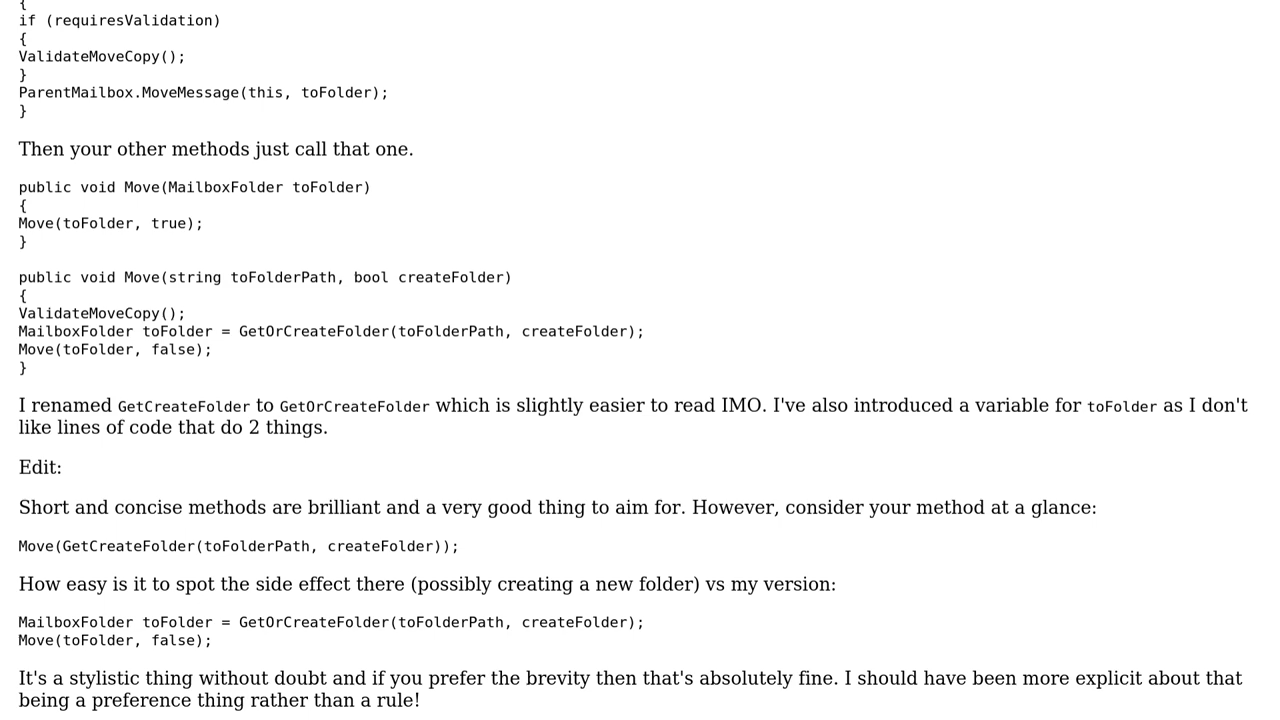 {
if (requiresValidation)
{
ValidateMoveCopy();
}
ParentMailbox.MoveMessage(this, toFolder);
}
Then your other methods just call that one.
public void Move(MailboxFolder toFolder)
{
Move(toFolder, true);
}
public void Move(string toFolderPath, bool createFolder)
{
ValidateMoveCopy();
MailboxFolder toFolder = GetOrCreateFolder(toFolderPath, createFolder);
Move(toFolder, false);
}
I renamed GetCreateFolder to GetOrCreateFolder which is slightly easier to read IMO. I've also introduced a variable for toFolder as I don't
like lines of code that do 2 things.
Edit:
Short and concise methods are brilliant and a very good thing to aim for. However, consider your method at a glance:
Move(GetCreateFolder(toFolderPath, createFolder));
How easy is it to spot the side effect there (possibly creating a new folder) vs my version:
MailboxFolder toFolder = GetOrCreateFolder(toFolderPath, createFolder);
Move(toFolder, false);
It's a stylistic thing without doubt and if you prefer the brevity then that's absolutely fine. I should have been more explicit about that
being a preference thing rather than a rule!